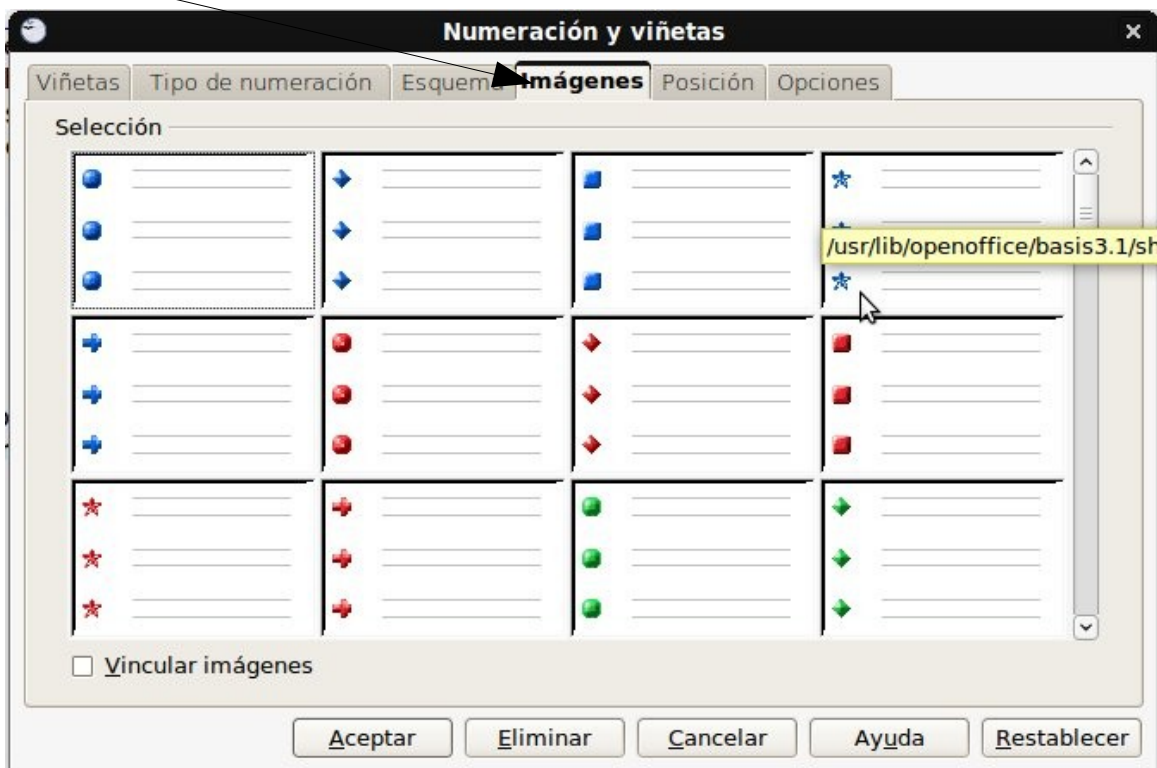 Numeración y viñetas
Viñetas Tipo de numeración Esquema Imágenes Posición Opciones
Selección
/usr/lib/openoffice/basis3.1/sh
Vincular imágenes
Aceptar Eliminar Cancelar Ayuda Restablecer